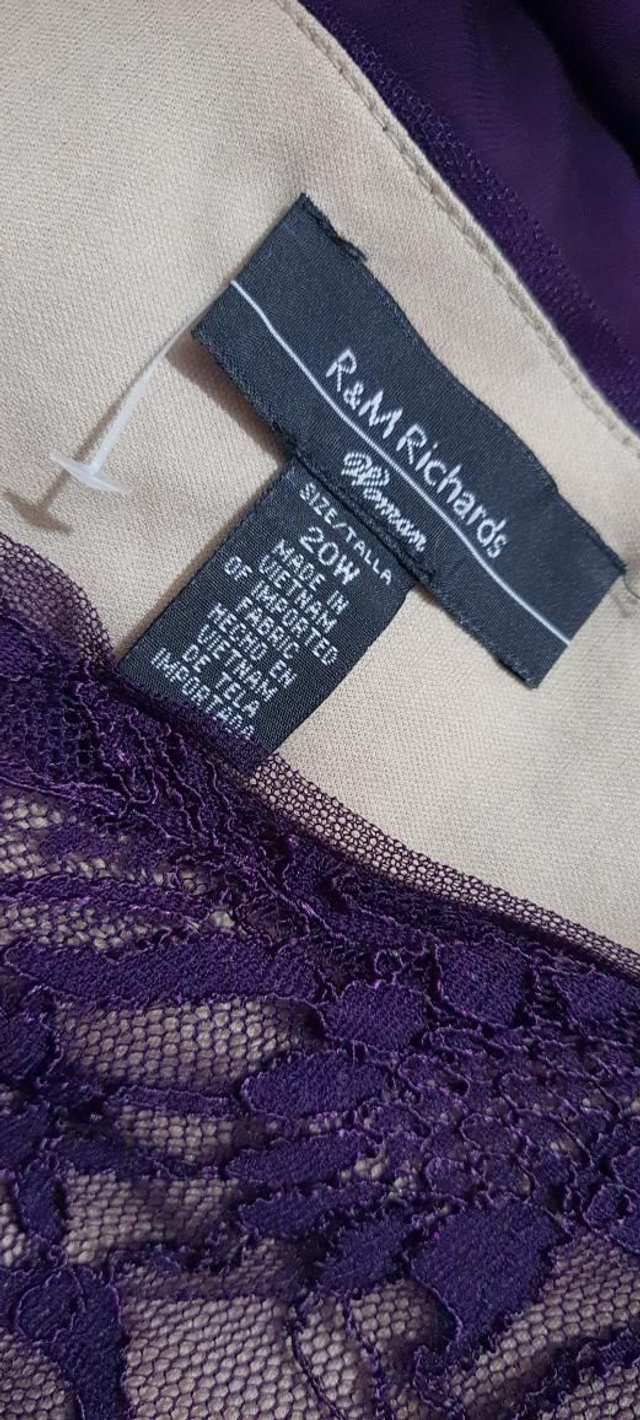 R&M Richards
Woman
SIZE/TALLA
20W
MADE IN
VIETNAM
OF IMPORTED
FABRIC
HECHO EN
VIETNAM
DE TELA
IMPORTADA